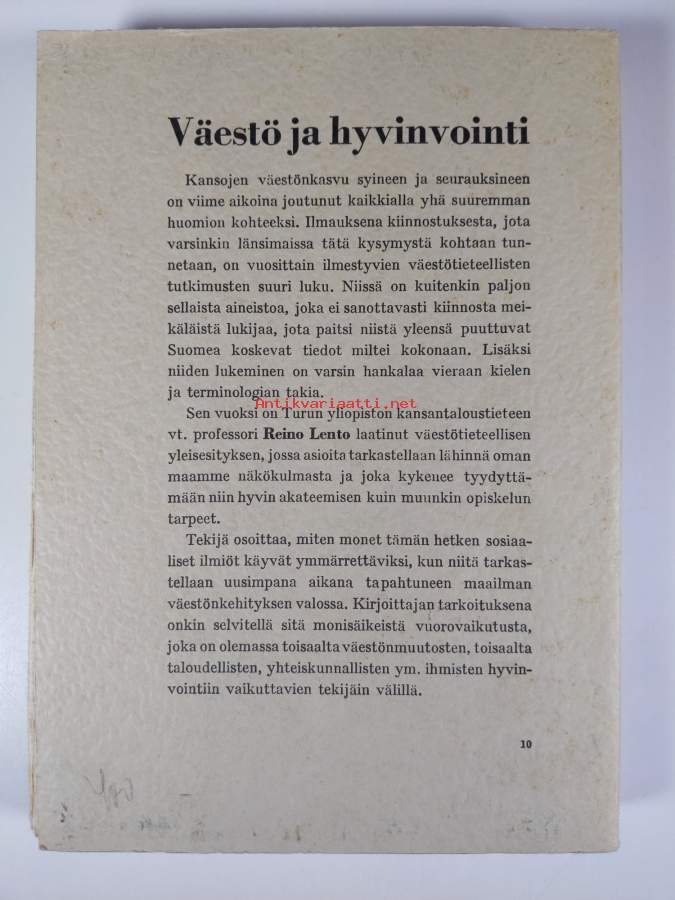 Väestö ja hyvinvointi
Kansojen väestönkasvu syineen ja seurauksineen
on viime aikoina joutunut kaikkialla yhä suuremman
huomion kohteeksi. Ilmauksena kiinnostuksesta, jota
varsinkin länsimaissa tätä kysymystä kohtaan tun-
netaan, on vuosittain ilmestyvien väestötieteellisten
tutkimusten suuri luku. Niissä on kuitenkin paljon
sellaista aineistoa, joka ei sanottavasti kiinnosta mei-
käläistä lukijaa, jota paitsi niistä yleensä puuttuvat
Suomea koskevat tiedot miltei kokonaan. Lisäksi
niiden lukeminen on varsin hankalaa vieraan kielen
ja terminologian takia.
Antikvariaatti.net
Sen vuoksi on Turun yliopiston kansantaloustieteen
vt. professori Reino Lento laatinut väestötieteellisen
yleisesityksen, jossa asioita tarkastellaan lähinnä oman
maamme näkökulmasta ja joka kykenee tyydyttä-
mään niin hyvin akateemisen kuin muunkin opiskelun
tarpeet.
Tekijä osoittaa, miten monet tämän hetken sosiaa-
liset ilmiöt käyvät ymmärrettäviksi, kun niitä tarkas-
tellaan uusimpana aikana tapahtuneen maailman
väestönkehityksen valossa. Kirjoittajan tarkoituksena
onkin selvitellä sitä monisäikeistä vuorovaikutusta,
joka on olemassa toisaalta väestönmuutosten, toisaalta
taloudellisten, yhteiskunnallisten ym. ihmisten hyvin-
vointiin vaikuttavien tekijäin välillä.
10